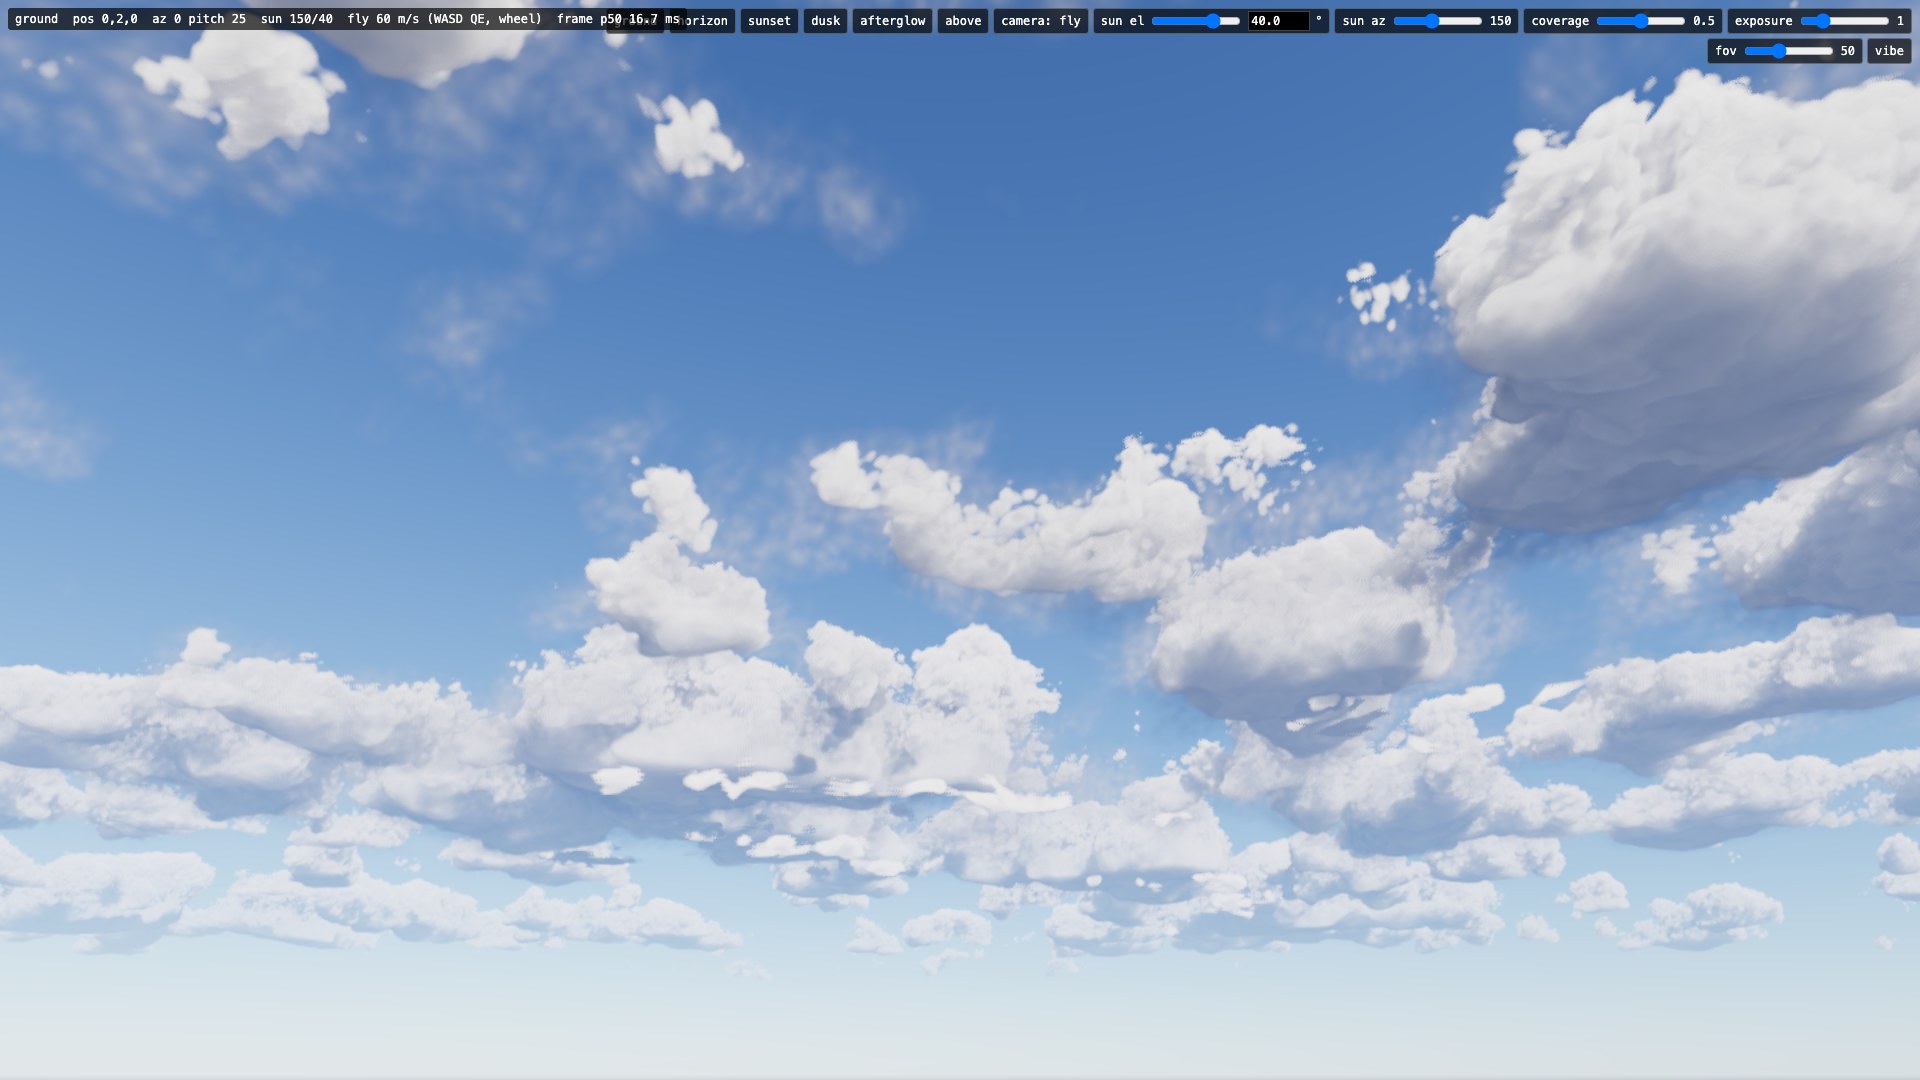 ground pos 0,2,0 az 0 pitch 25 sun 150/40 fly 60 m/s (WASD QE, wheel) frame p50 16.7 ms
sunset dusk afterglow above camera: fly sun el 40.0 ° sun az 150 coverage 0.5 exposure 1
fov 50 vibe